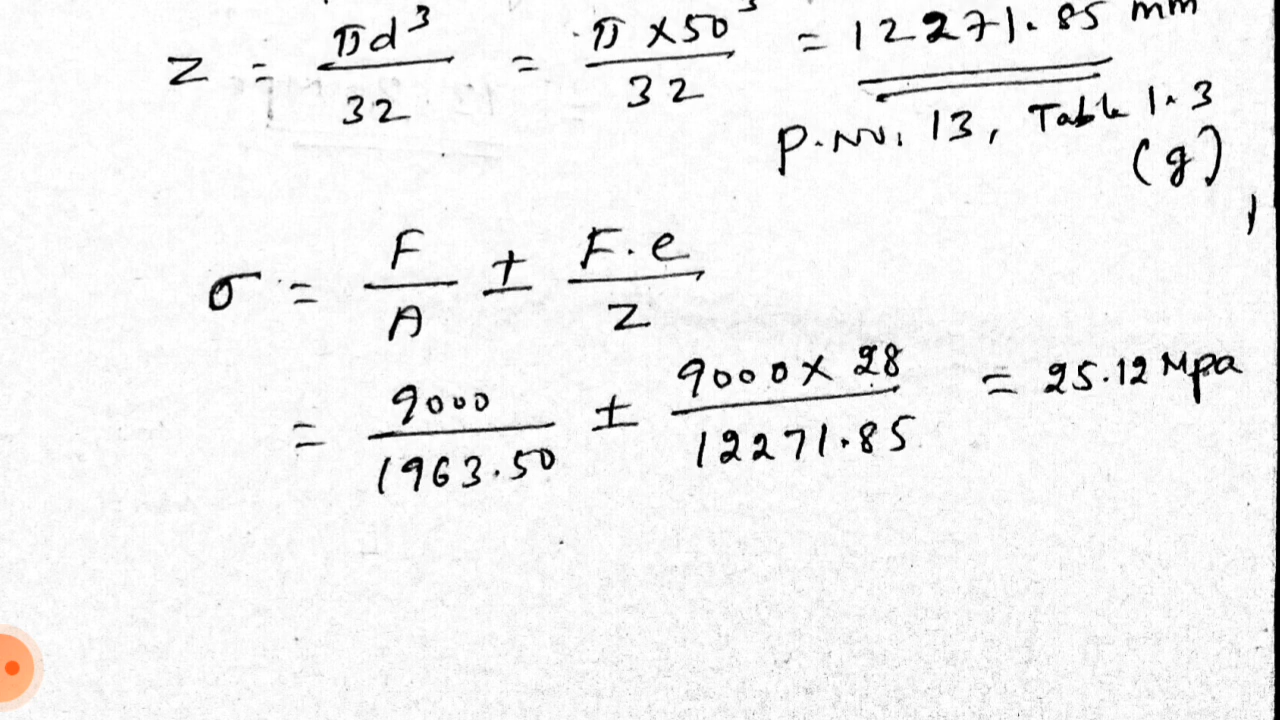 z = πd³/32 = π×50³/32 = 12271.85 mm
P.No. 13, Table 1.3
(g)
σ = F/A ± F.e/z
= 9000/1963.50 ± 9000×28/12271.85 = 25.12 Mpa